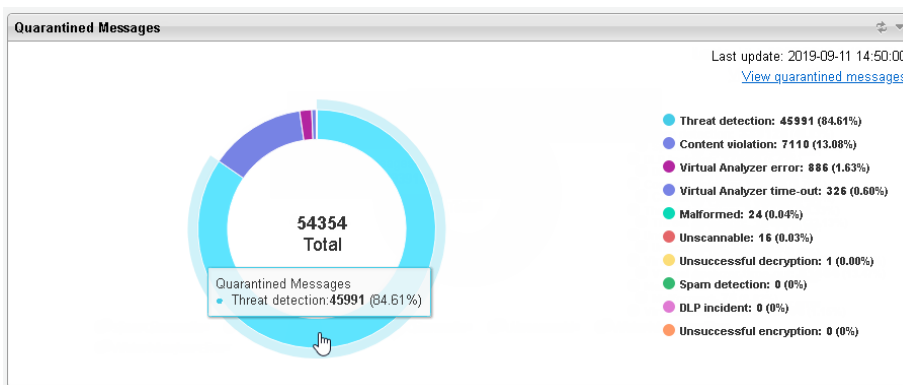 Quarantined Messages
Last update: 2019-09-11 14:50:00
View quarantined messages
54354
Total
Quarantined Messages
Threat detection:45991 (84.61%)
Threat detection: 45991 (84.61%)
Content violation: 7110 (13.08%)
Virtual Analyzer error: 886 (1.63%)
Virtual Analyzer time-out: 326 (0.60%)
Malformed: 24 (0.04%)
Unscannable: 16 (0.03%)
Unsuccessful decryption: 1 (0.00%)
Spam detection: 0 (0%)
DLP incident: 0 (0%)
Unsuccessful encryption: 0 (0%)